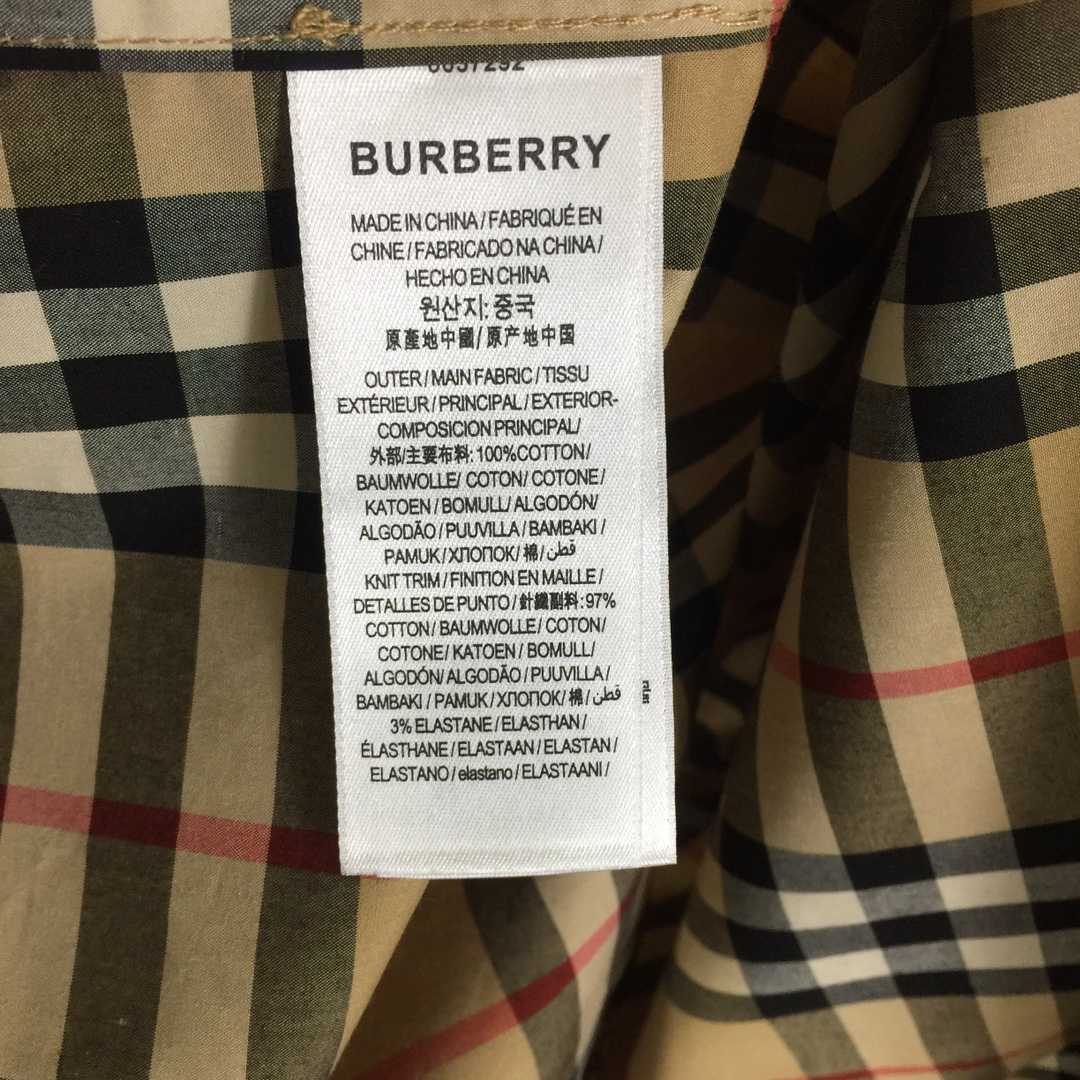 BURBERRY
MADE IN CHINA / FABRIQUÉ EN
CHINE / FABRICADO NA CHINA /
HECHO EN CHINA
원산지: 중국
原產地中國/ 原产地中国
OUTER / MAIN FABRIC / TISSU
EXTÉRIEUR / PRINCIPAL / EXTERIOR-
COMPOSICION PRINCIPAL /
外部/主要布料: 100%COTTON /
BAUMWOLLE/ COTON/ COTONE /
KATOEN / BOMULL/ ALGODÓN/
ALGODÃO / PUUVILLA / BAMBAKI /
PAMUK / ХЛОПОК/ 棉 / قطن
KNIT TRIM / FINITION EN MAILLE /
DETALLES DE PUNTO / 針織副料: 97%
COTTON / BAUMWOLLE / COTON /
COTONE / KATOEN / BOMULL /
ALGODÓN/ ALGODÃO / PUUVILLA /
BAMBAKI / PAMUK / ХЛОПОК/ 棉 / قطن
3% ELASTANE / ELASTHAN /
ÉLASTHANE / ELASTAAN / ELASTAN /
ELASTANO / elastano / ELASTAANI /